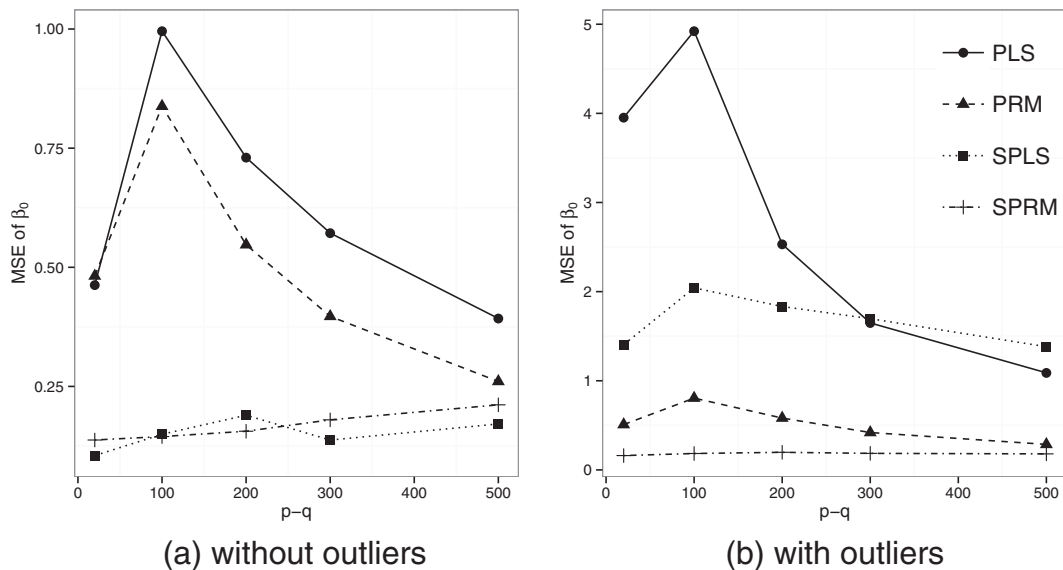 1.00
0.75
0.50
0.25
MSE of β₀
0 100 200 300 400 500
p−q
(a) without outliers
5
4
3
2
1
0
MSE of β₀
0 100 200 300 400 500
p−q
PLS
PRM
SPLS
SPRM
(b) with outliers